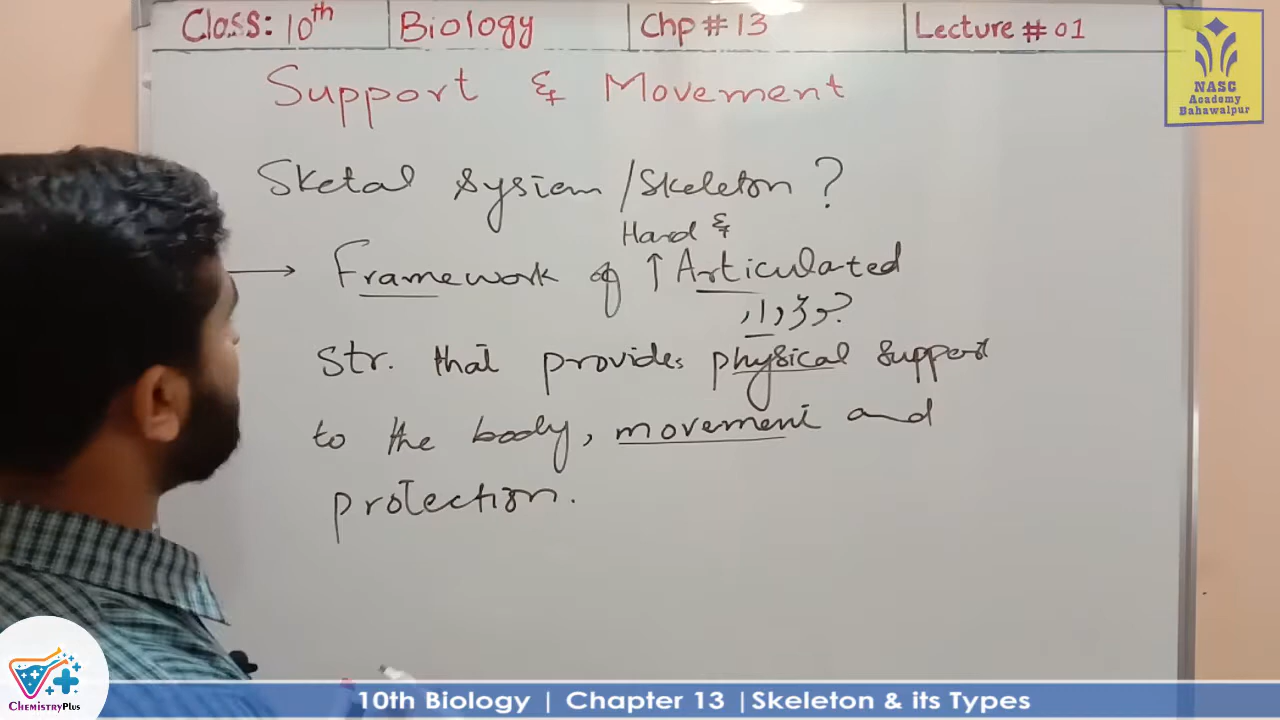 Class: 10th Biology Chp # 13 Lecture # 01
NASC
Academy
Bahawalpur
Support & Movement
Sketal System / Skeleton ?
Hard &
→ Framework of ↑ Articulated
Str. that provides physical support
to the body, movement and
protection.
ChemistryPlus
10th Biology | Chapter 13 |Skeleton & its Types